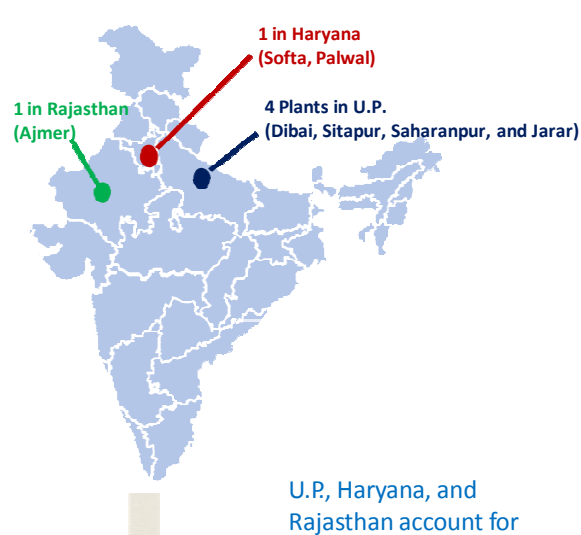 1 in Haryana
(Softa, Palwal)
1 in Rajasthan
(Ajmer)
4 Plants in U.P.
(Dibai, Sitapur, Saharanpur, and Jarar)
U.P., Haryana, and
Rajasthan account for